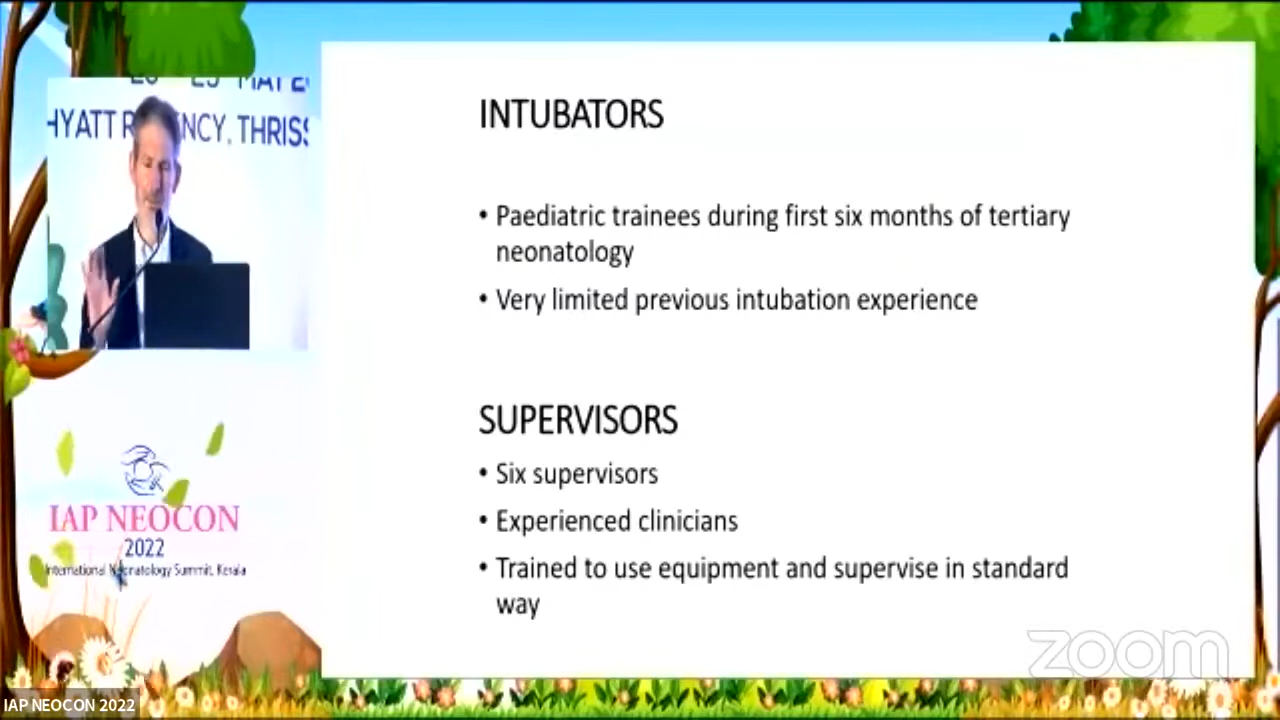 HYATT R NCY, THRISS
INTUBATORS
• Paediatric trainees during first six months of tertiary
neonatology
• Very limited previous intubation experience
SUPERVISORS
• Six supervisors
• Experienced clinicians
• Trained to use equipment and supervise in standard
way
IAP NEOCON
2022
International Neonatology Summit, Kerala
zoom
IAP NEOCON 2022